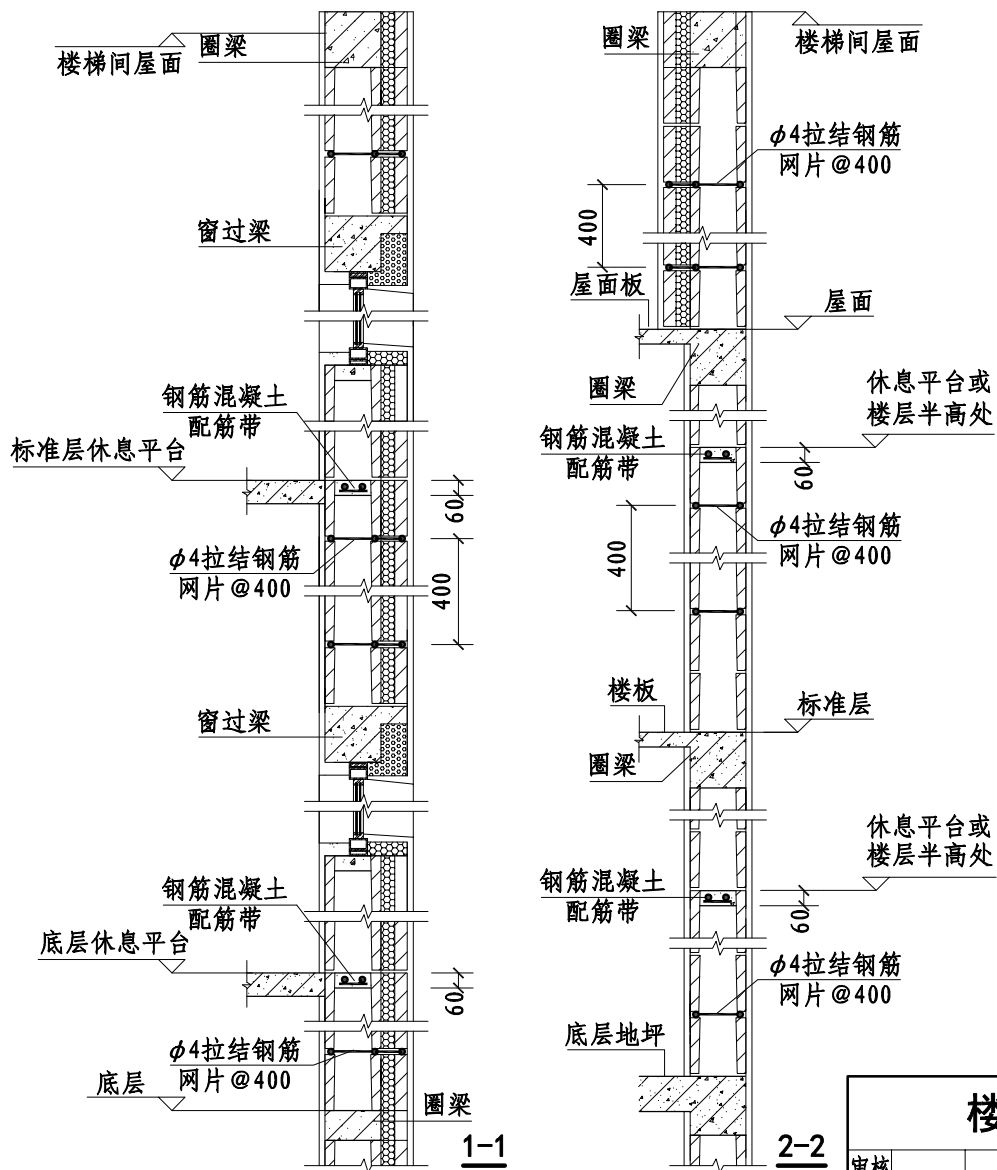 圈梁
楼梯间屋面
窗过梁
钢筋混凝土
配筋带
标准层休息平台
60
φ4拉结钢筋
网片@400
400
窗过梁
钢筋混凝土
配筋带
底层休息平台
60
φ4拉结钢筋
网片@400
底层
圈梁
1-1
圈梁
楼梯间屋面
φ4拉结钢筋
网片@400
400
屋面板
屋面
圈梁
休息平台或
楼层半高处
钢筋混凝土
配筋带
60
φ4拉结钢筋
网片@400
400
楼板
标准层
圈梁
休息平台或
楼层半高处
钢筋混凝土
配筋带
60
φ4拉结钢筋
网片@400
底层地坪
2-2
楼
审核